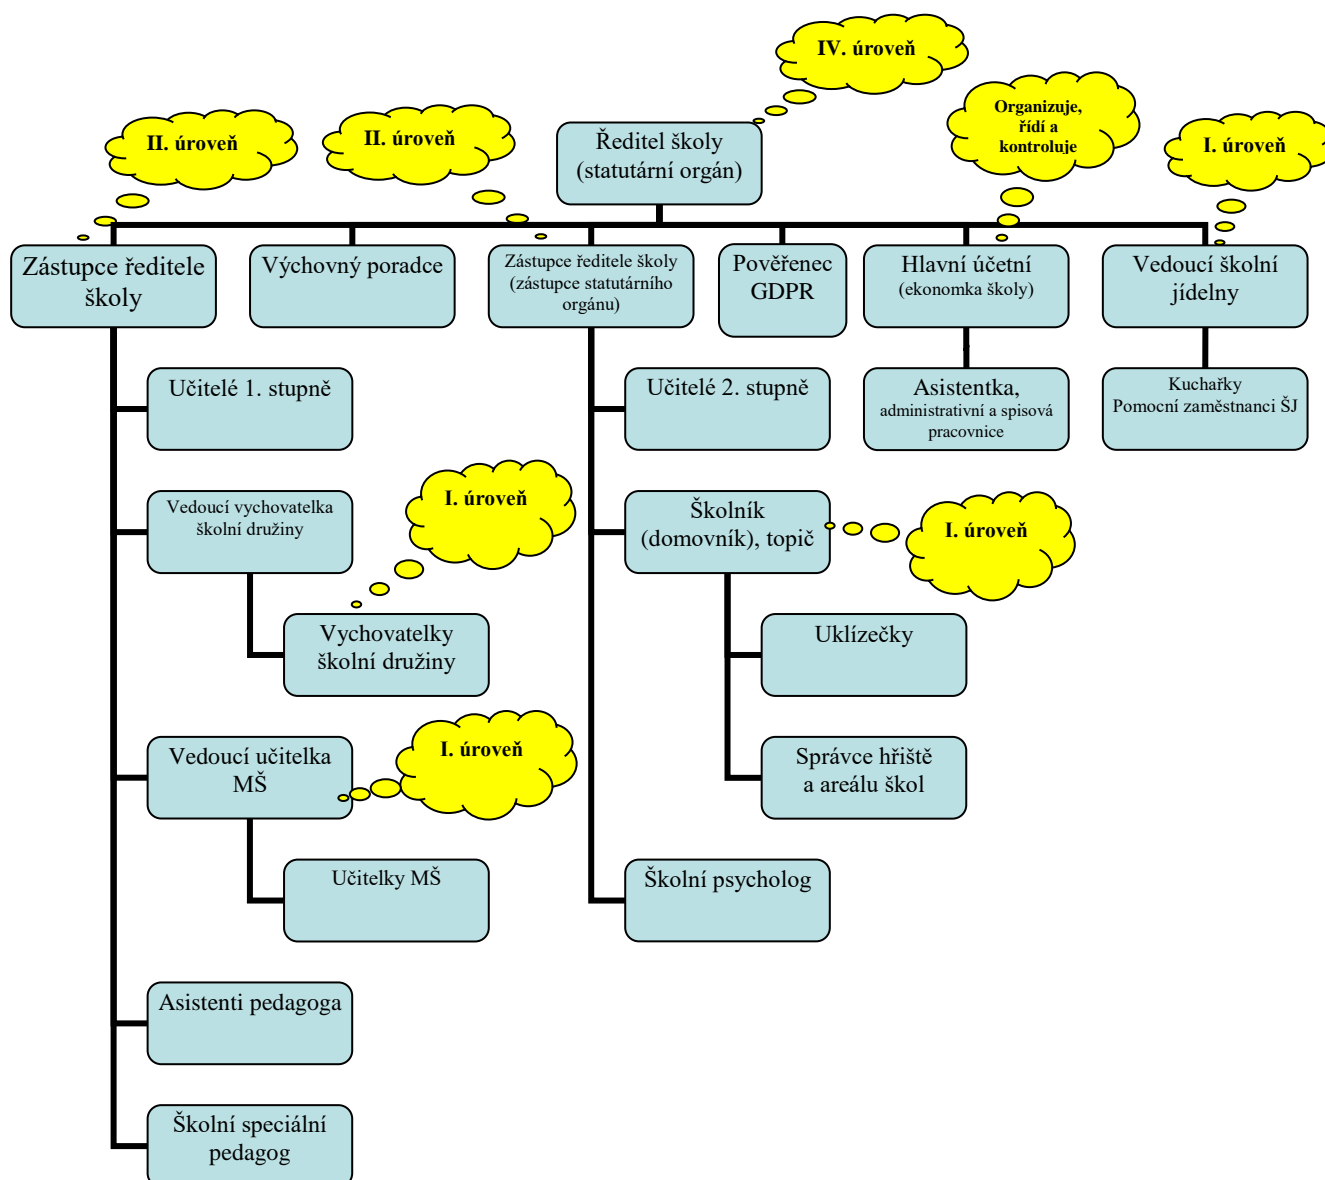 IV. úroveň
Organizuje,
řídí a
kontroluje
II. úroveň
II. úroveň
I. úroveň
Ředitel školy
(statutární orgán)
Zástupce ředitele
školy
Výchovný poradce
Zástupce ředitele školy
(zástupce statutárního
orgánu)
Pověřenec
GDPR
Hlavní účetní
(ekonomka školy)
Vedoucí školní
jídelny
Učitelé 1. stupně
Učitelé 2. stupně
Asistentka,
administrativní a spisová
pracovnice
Kuchařky
Pomocní zaměstnanci ŠJ
Vedoucí vychovatelka
školní družiny
I. úroveň
Školník
(domovník), topič
I. úroveň
Vychovatelky
školní družiny
Uklízečky
Vedoucí učitelka
MŠ
I. úroveň
Správce hřiště
a areálu škol
Učitelky MŠ
Školní psycholog
Asistenti pedagoga
Školní speciální
pedagog